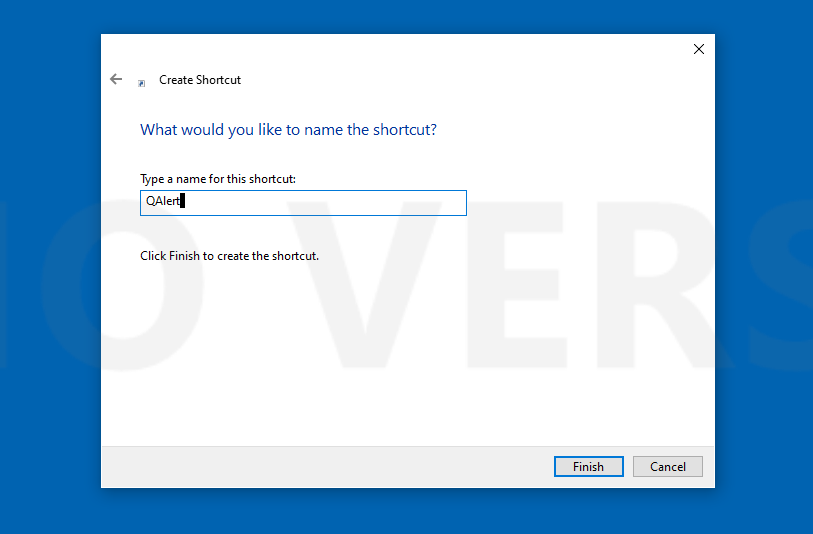 Create Shortcut
What would you like to name the shortcut?
Type a name for this shortcut:
QAlert
Click Finish to create the shortcut.
O VERS
Finish Cancel